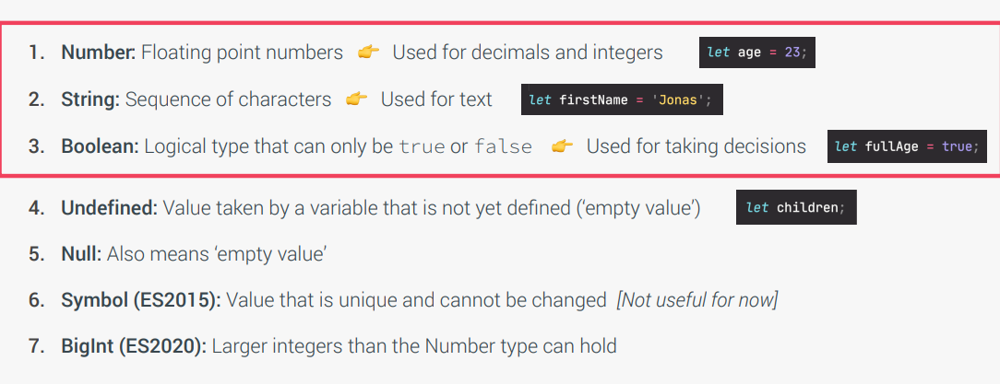 1. Number: Floating point numbers 👉 Used for decimals and integers let age = 23;
2. String: Sequence of characters 👉 Used for text let firstName = 'Jonas';
3. Boolean: Logical type that can only be true or false 👉 Used for taking decisions let fullAge = true;
4. Undefined: Value taken by a variable that is not yet defined (‘empty value’) let children;
5. Null: Also means ‘empty value’
6. Symbol (ES2015): Value that is unique and cannot be changed [Not useful for now]
7. BigInt (ES2020): Larger integers than the Number type can hold